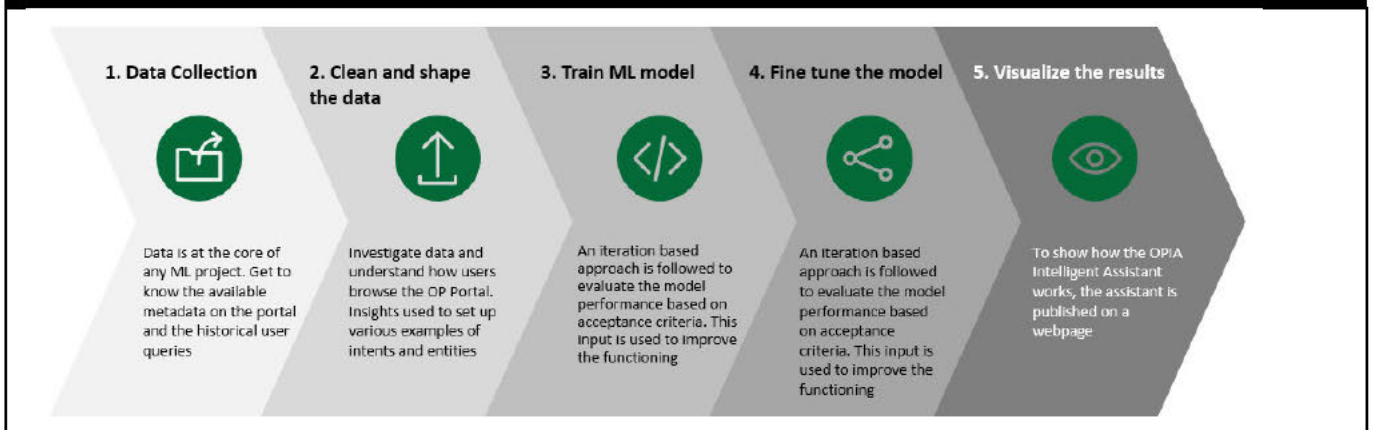 1. Data Collection
Data is at the core of
any ML project. Get to
know the available
metadata on the portal
and the historical user
queries
2. Clean and shape
the data
Investigate data and
understand how users
browse the OP Portal.
Insights used to set up
various examples of
intents and entities
3. Train ML model
An iteration based
approach is followed to
evaluate the model
performance based on
acceptance criteria. This
input is used to improve
the functioning
4. Fine tune the model
An iteration based
approach is followed
to evaluate the model
performance based
on acceptance
criteria. This input is
used to improve the
functioning
5. Visualize the results
To show how the OPIA
Intelligent Assistant
works, the assistant is
published on a
webpage